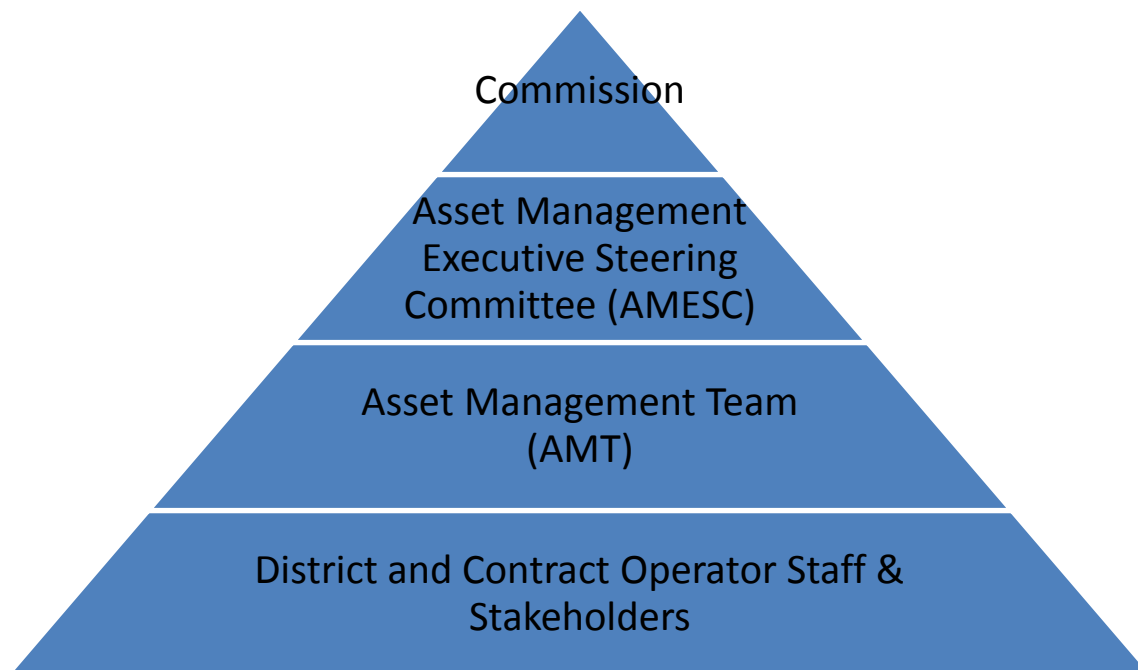 Commission
Asset Management
Executive Steering
Committee (AMESC)
Asset Management Team
(AMT)
District and Contract Operator Staff &
Stakeholders